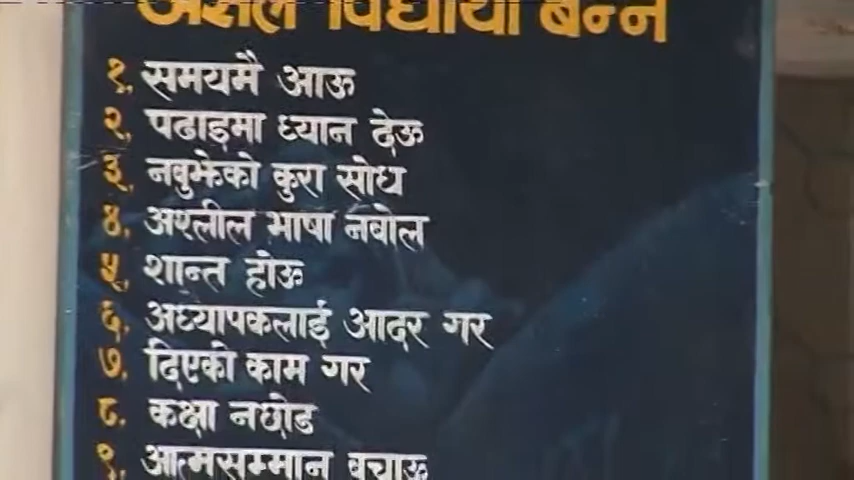 असल विद्यार्थी बन्न
१. समयमै आऊ
२. पढाइमा ध्यान देऊ
३. नबुझेको कुरा सोध
४. अश्लील भाषा नबोल
५. शान्त होऊ
६. अध्यापकलाई आदर गर
७. दिएको काम गर
८. कक्षा नछोड
९. आत्मसम्मान बचाऊ